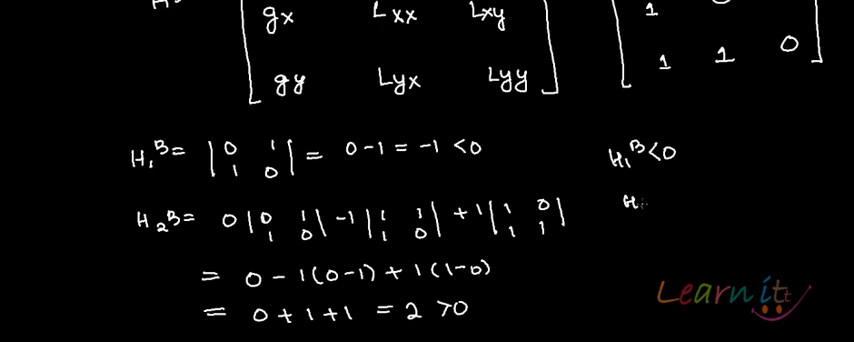 gx Lxx Lxy 1
gy Lyx Lyy 1 1 0
H₁ᴮ = |0 1| = 0-1 = -1 <0 H₁ᴮ<0
|1 0|
H₂ᴮ = 0|0 1| -1|1 1| +1|1 0| H
|1 0| |1 0| |1 1|
= 0 - 1(0-1) + 1(1-0)
= 0 + 1 + 1 = 2 >0
Learnitt